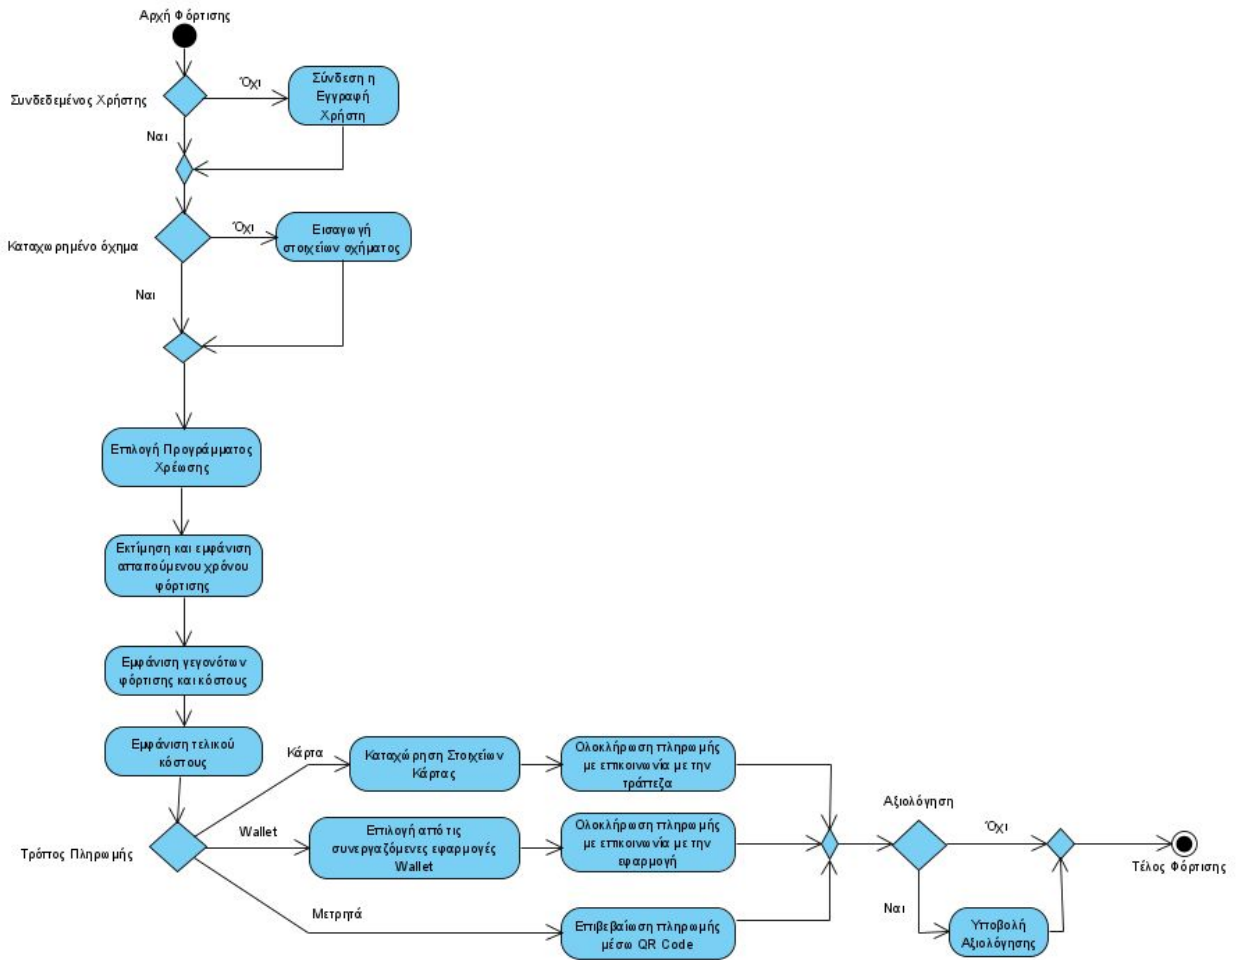 Αρχή Φόρτισης
Συνδεδεμένος Χρήστης
Όχι
Σύνδεση η
Εγγραφή
Χρήστη
Ναι
Καταχωρημένο όχημα
Όχι
Εισαγωγή
στοιχείων οχήματος
Ναι
Επιλογή Προγράμματος
Χρέωσης
Εκτίμηση και εμφάνιση
απαιτούμενου χρόνου
φόρτισης
Εμφάνιση γεγονότων
φόρτισης και κόστους
Εμφάνιση τελικού
κόστους
Τρόπος Πληρωμής
Κάρτα
Καταχώρηση Στοιχείων
Κάρτας
Ολοκλήρωση πληρωμής
με επικοινωνία με την
τράπεζα
Wallet
Επιλογή από τις
συνεργαζόμενες εφαρμογές
Wallet
Ολοκλήρωση πληρωμής
με επικοινωνία με την
εφαρμογή
Μετρητά
Επιβεβαίωση πληρωμής
μέσω QR Code
Αξιολόγηση
Όχι
Ναι
Υποβολή
Αξιολόγησης
Τέλος Φόρτισης